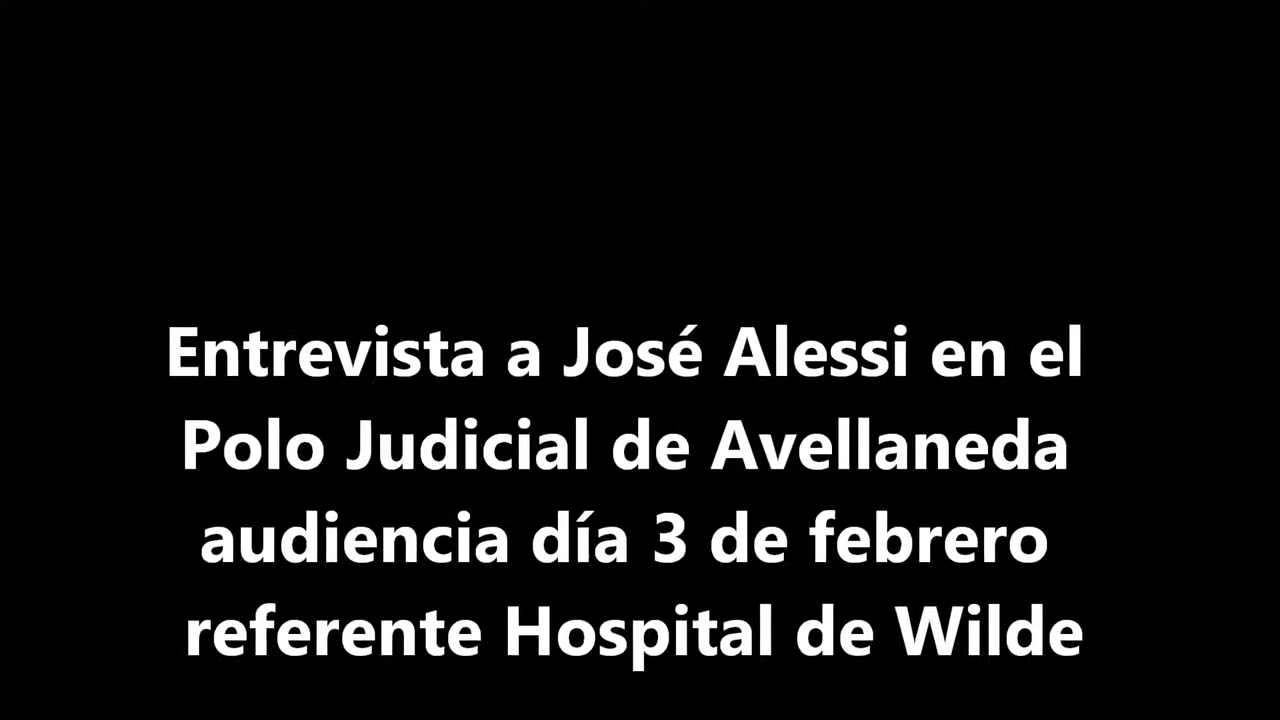 Entrevista a José Alessi en el
Polo Judicial de Avellaneda
audiencia día 3 de febrero
referente Hospital de Wilde